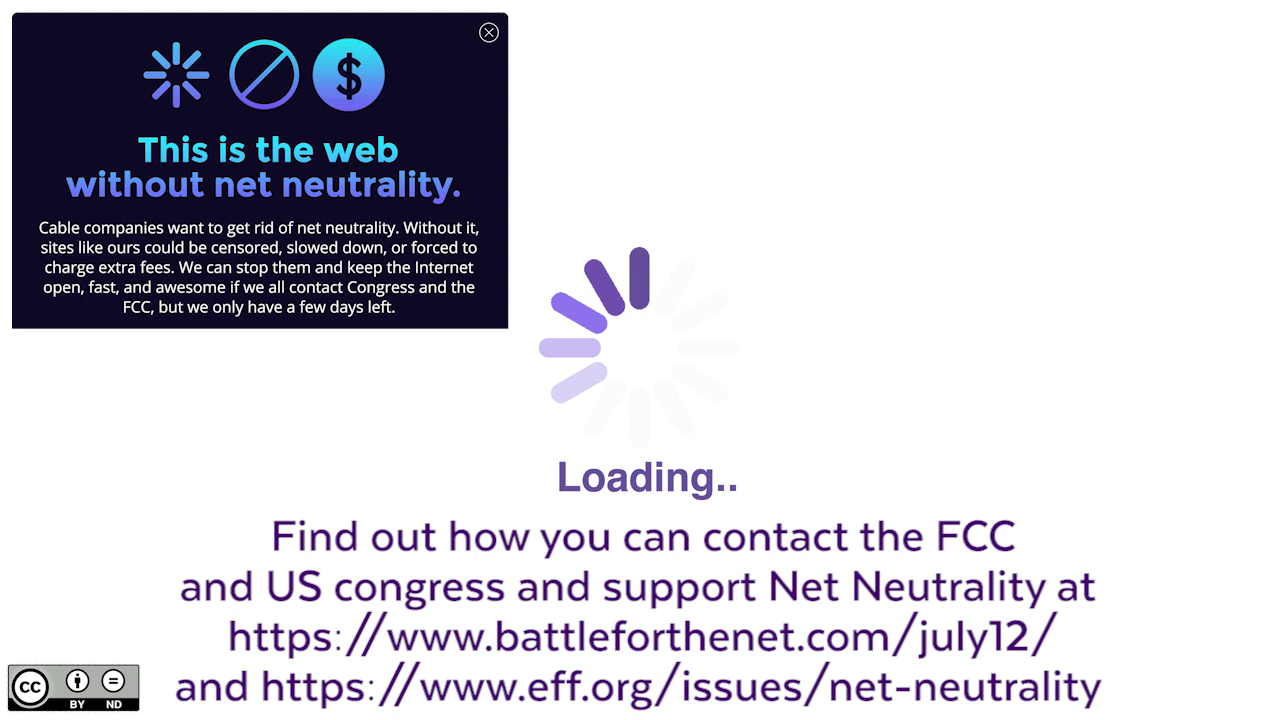 $
This is the web
without net neutrality.
Cable companies want to get rid of net neutrality. Without it,
sites like ours could be censored, slowed down, or forced to
charge extra fees. We can stop them and keep the Internet
open, fast, and awesome if we all contact Congress and the
FCC, but we only have a few days left.
Loading..
Find out how you can contact the FCC
and US congress and support Net Neutrality at
https://www.battleforthenet.com/july12/
and https://www.eff.org/issues/net-neutrality
cc
BY ND